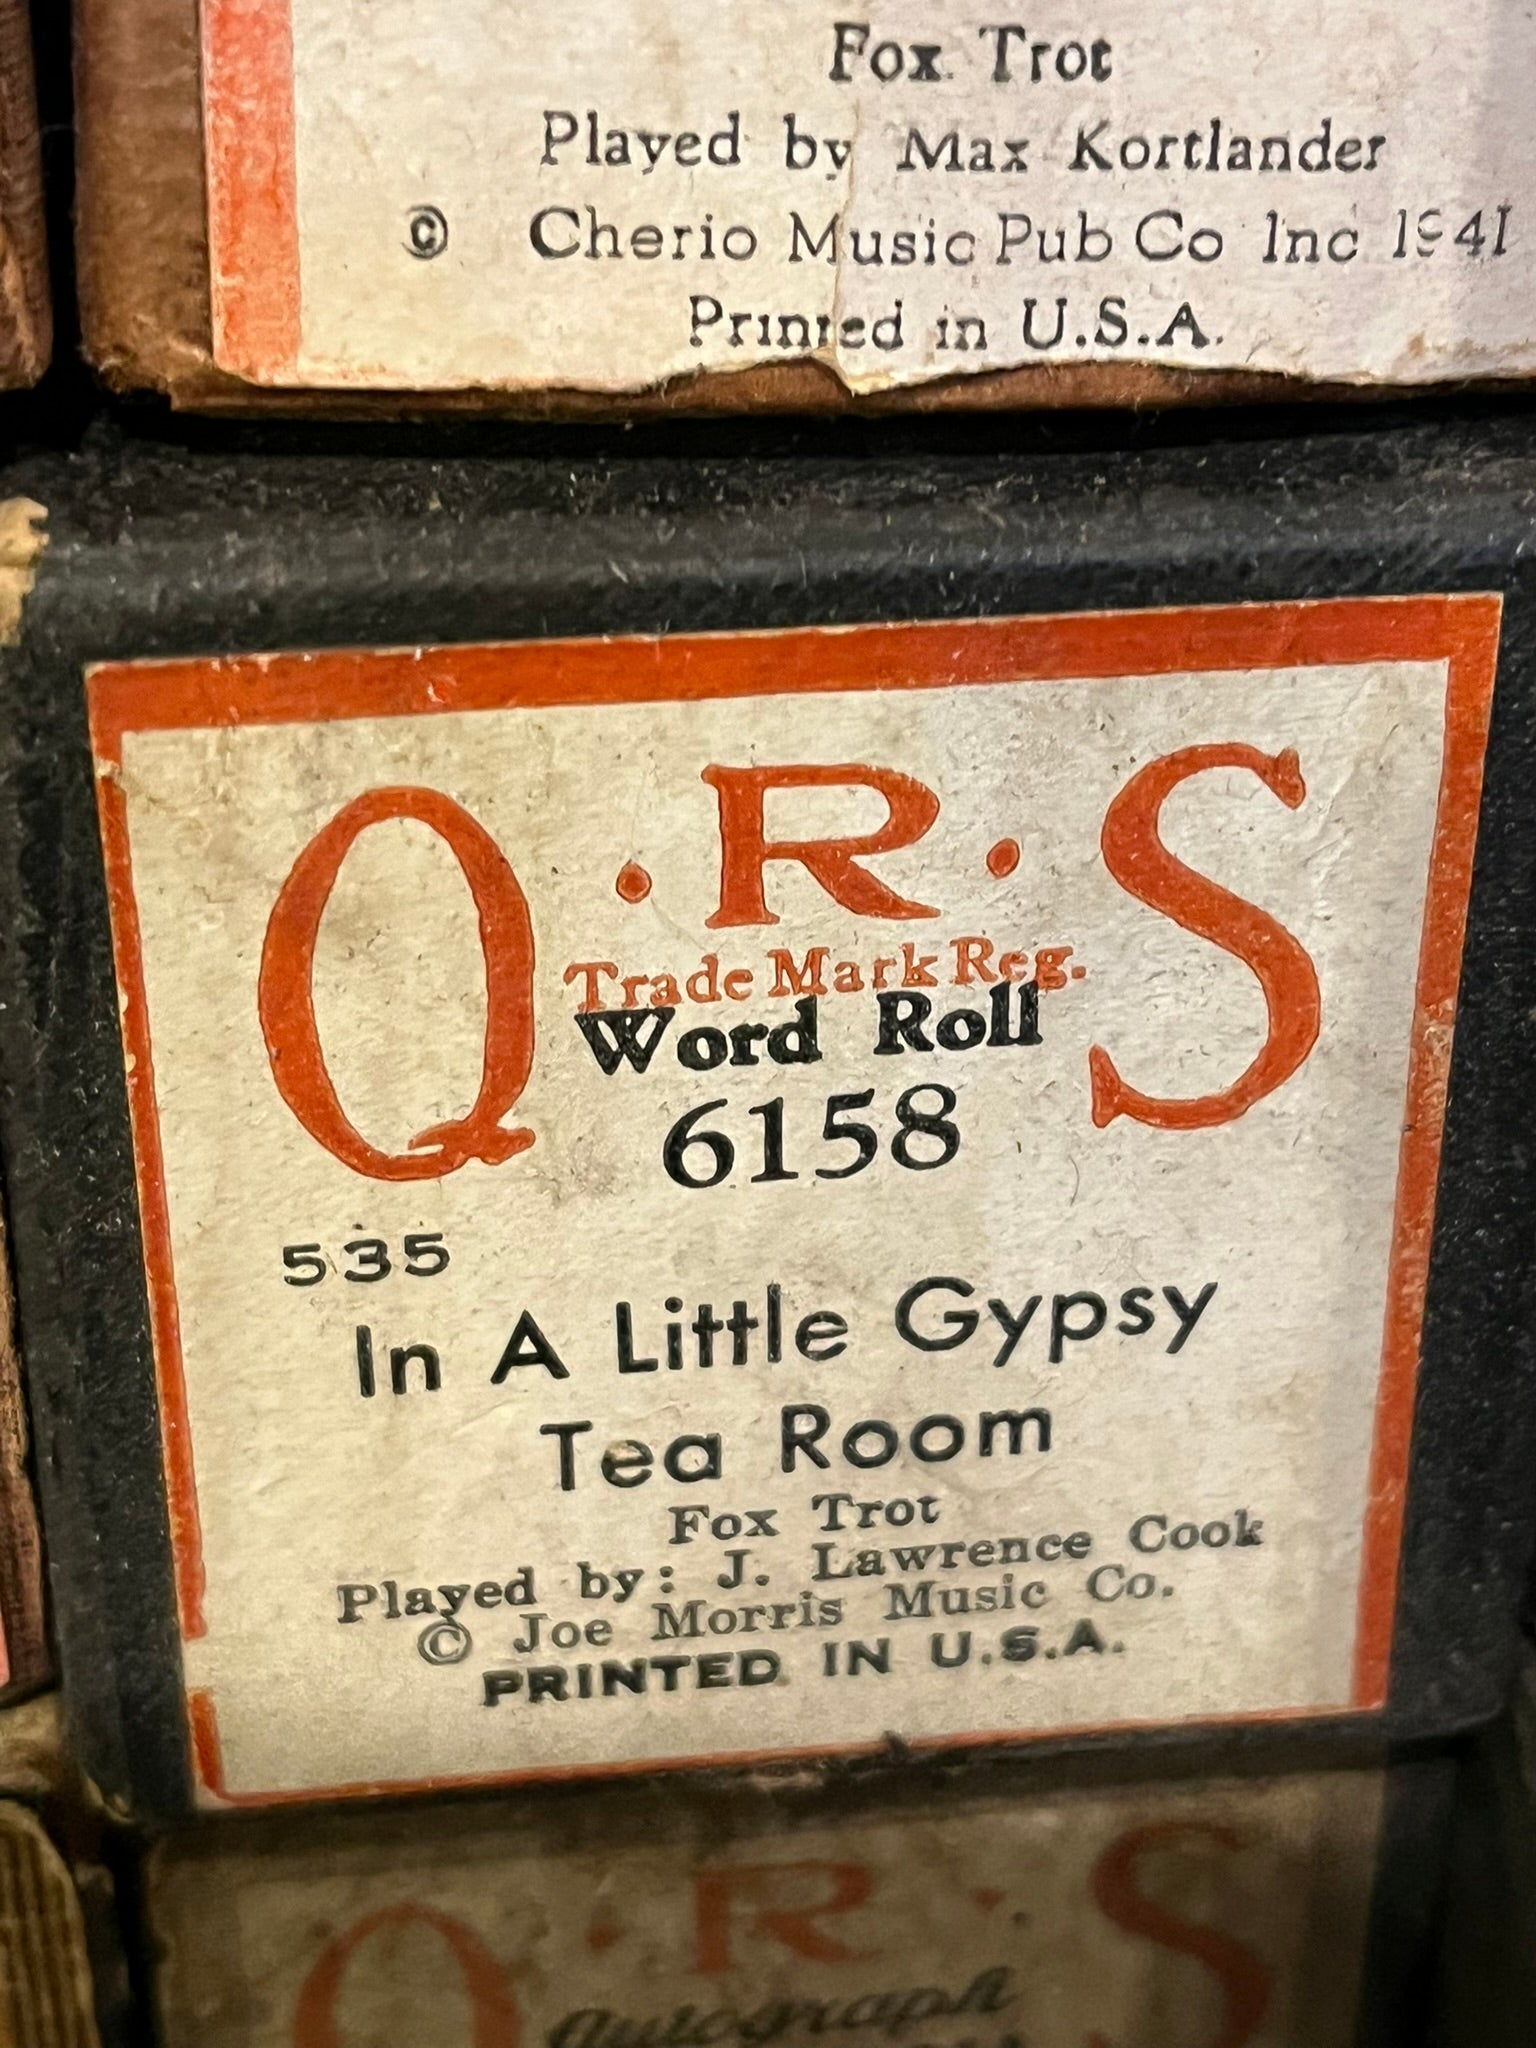 Fox Trot
Played by Max Kortlander
© Cherio Music Pub Co Inc 1941
Printed in U.S.A.
Q·R·S
Trade Mark Reg.
Word Roll
6158
535
In A Little Gypsy
Tea Room
Fox Trot
Played by: J. Lawrence Cook
© Joe Morris Music Co.
PRINTED IN U.S.A.
Q·R·S
Autograph